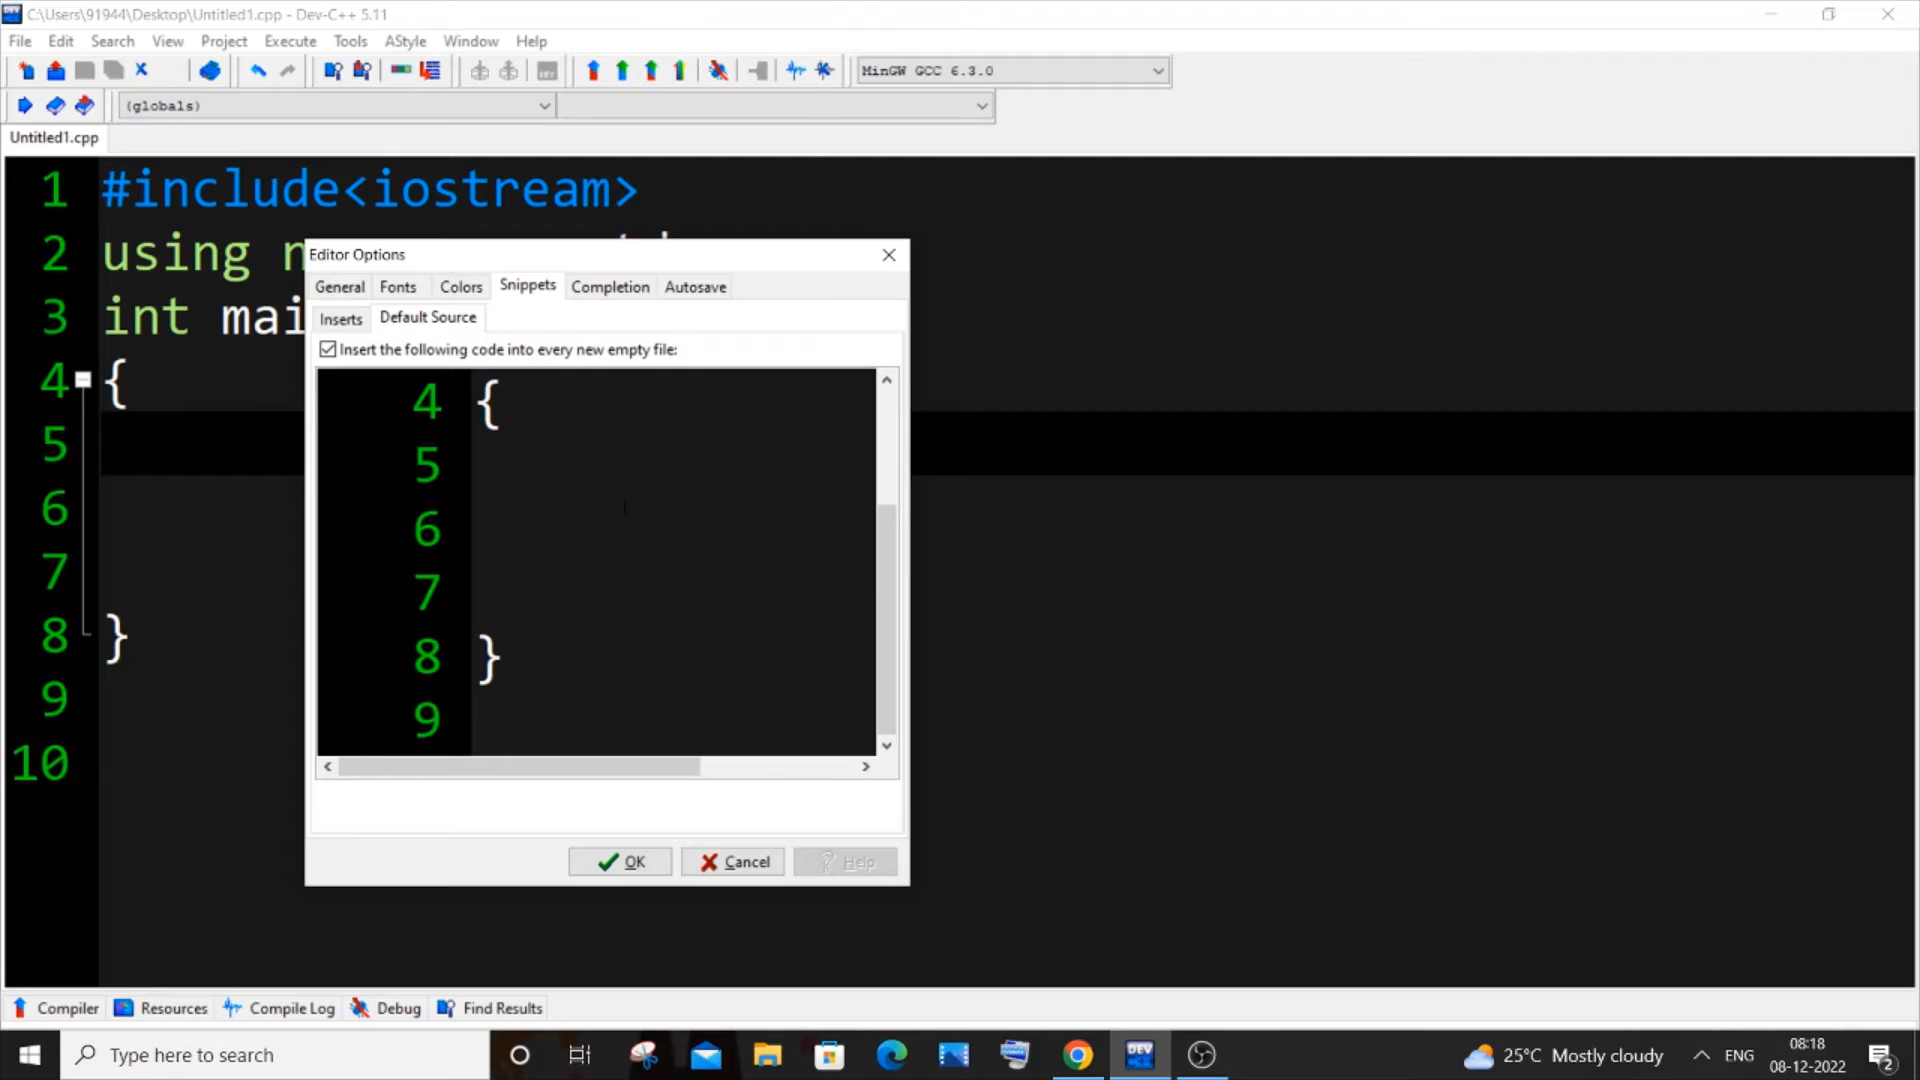 C:\Users\91944\Desktop\Untitled1.cpp - Dev-C++ 5.11
File Edit Search View Project Execute Tools AStyle Window Help
MinGW GCC 6.3.0
(globals)
Untitled1.cpp
1 #include<iostream>
2 using n
3 int mai
4 {
5
6
7
8 }
9
10
Editor Options
General Fonts Colors Snippets Completion Autosave
Inserts Default Source
Insert the following code into every new empty file:
4 {
5
6
7
8 }
9
OK Cancel Help
Compiler Resources Compile Log Debug Find Results
Type here to search
DEV
25°C Mostly cloudy
ENG
08:18
08-12-2022
2